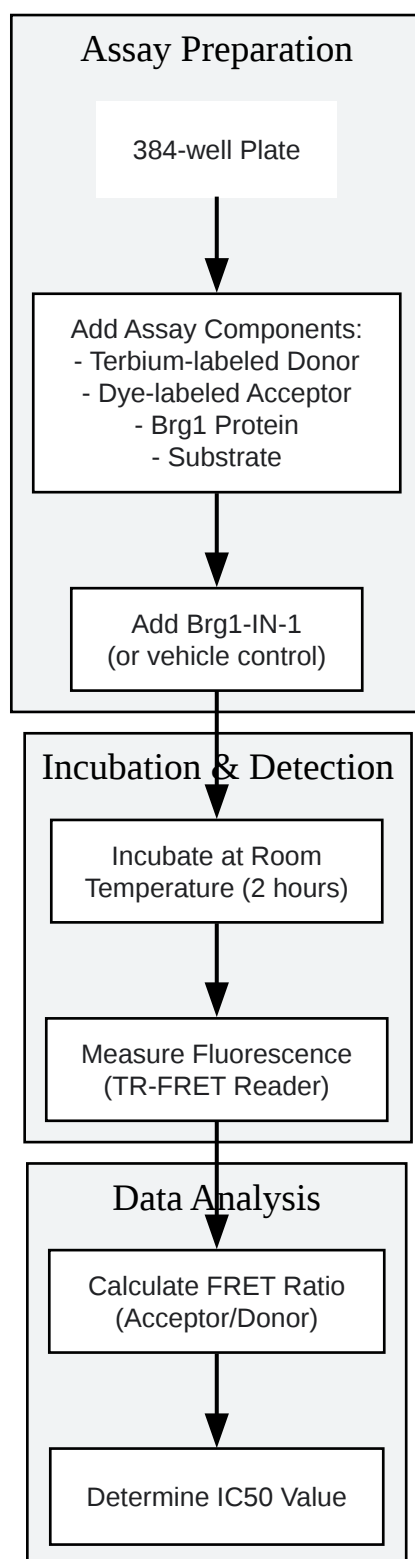 Assay Preparation
384-well Plate
Add Assay Components:
- Terbium-labeled Donor
- Dye-labeled Acceptor
- Brg1 Protein
- Substrate
Add Brg1-IN-1
(or vehicle control)
Incubation & Detection
Incubate at Room
Temperature (2 hours)
Measure Fluorescence
(TR-FRET Reader)
Data Analysis
Calculate FRET Ratio
(Acceptor/Donor)
Determine IC50 Value